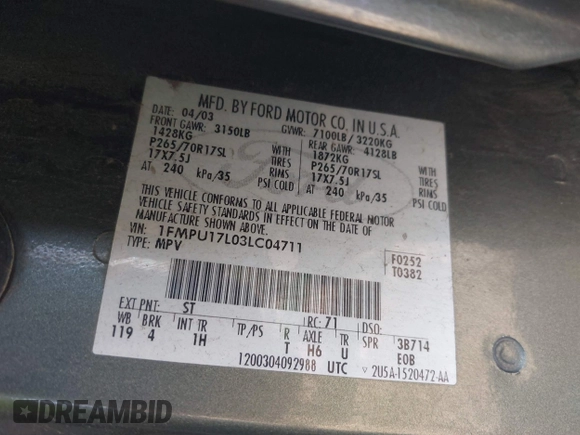 MFD. BY FORD MOTOR CO. IN U.S.A.
DATE: 04/03 GVWR: 7100LB/ 3220KG
FRONT GAWR: 3150LB REAR GAWR: 4128LB
1428KG WITH 1872KG WITH
P265/70R17SL TIRES P265/70R17SL TIRES
17X7.5J RIMS 17X7.5J RIMS
AT 240 kPa/35 PSI COLD AT 240 kPa/35 PSI COLD
THIS VEHICLE CONFORMS TO ALL APPLICABLE FEDERAL MOTOR
VEHICLE SAFETY STANDARDS IN EFFECT ON THE DATE OF
MANUFACTURE SHOWN ABOVE.
VIN: 1FMPU17L03LC04711
TYPE: MPV
F0252
T0382
EXT PNT: ST RC: 71 DSO:
WB BRK INT TR TP/PS R AXLE TR SPR 3B714
119 4 1H T H6 U E0B
1200304092988 UTC ▽ 2U5A-1520472-AA
Ford
DREAMBID